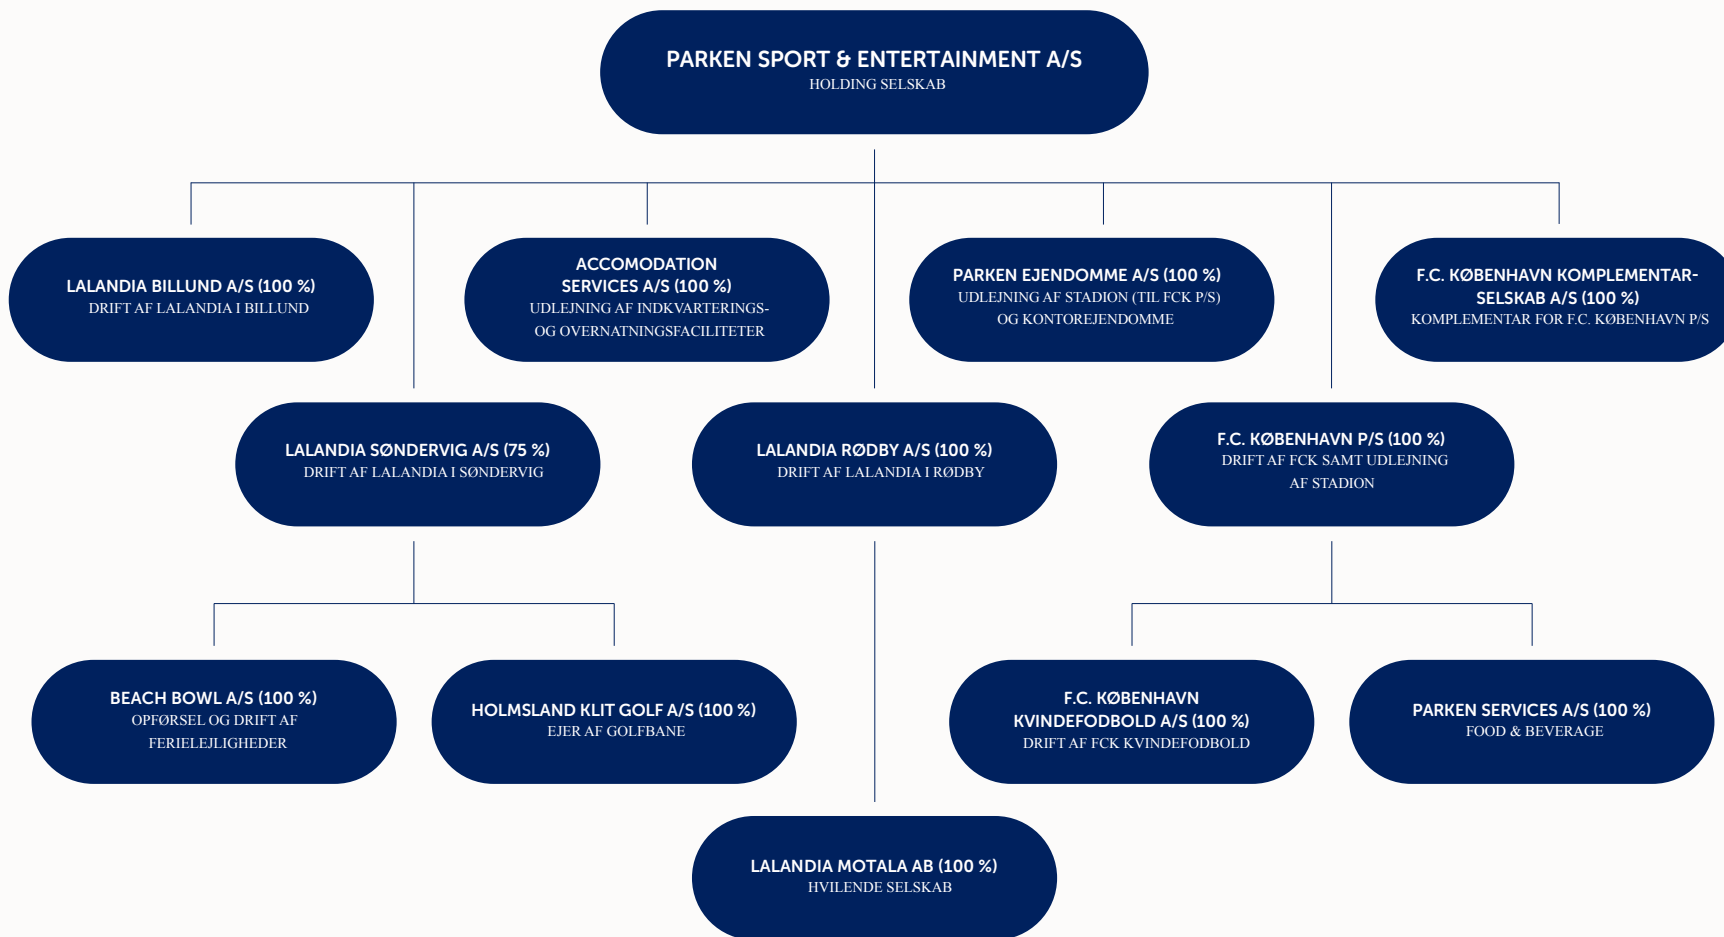 PARKEN SPORT & ENTERTAINMENT A/S
HOLDING SELSKAB
LALANDIA BILLUND A/S (100 %)
DRIFT AF LALANDIA I BILLUND
ACCOMODATION
SERVICES A/S (100 %)
UDLEJNING AF INDKVARTERINGS-
OG OVERNATNINGSFACILITETER
PARKEN EJENDOMME A/S (100 %)
UDLEJNING AF STADION (TIL FCK P/S)
OG KONTOREJENDOMME
F.C. KØBENHAVN KOMPLEMENTAR-
SELSKAB A/S (100 %)
KOMPLEMENTAR FOR F.C. KØBENHAVN P/S
LALANDIA SØNDERVIG A/S (75 %)
DRIFT AF LALANDIA I SØNDERVIG
LALANDIA RØDBY A/S (100 %)
DRIFT AF LALANDIA I RØDBY
F.C. KØBENHAVN P/S (100 %)
DRIFT AF FCK SAMT UDLEJNING
AF STADION
BEACH BOWL A/S (100 %)
OPFØRSEL OG DRIFT AF
FERIELEJLIGHEDER
HOLMSLAND KLIT GOLF A/S (100 %)
EJER AF GOLFBANE
F.C. KØBENHAVN
KVINDEFODBOLD A/S (100 %)
DRIFT AF FCK KVINDEFODBOLD
PARKEN SERVICES A/S (100 %)
FOOD & BEVERAGE
LALANDIA MOTALA AB (100 %)
HVILENDE SELSKAB